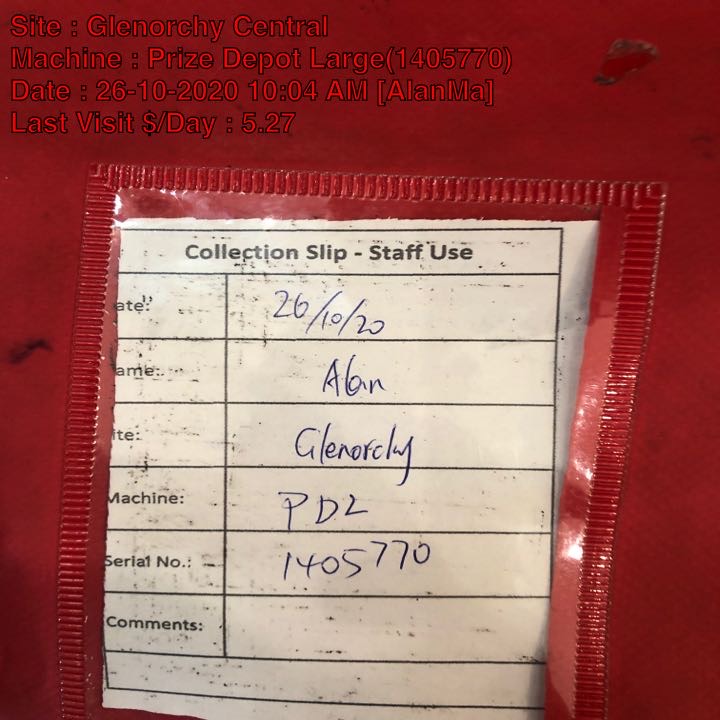 Site : Glenorchy Central
Machine : Prize Depot Large(1405770)
Date : 26-10-2020 10:04 AM [AlanMa]
Last Visit $/Day : 5.27
Collection Slip - Staff Use
ate: 26/10/20
ame: Alan
ite: Glenorchy
Machine: PDL
Serial No.: 1405770
Comments: